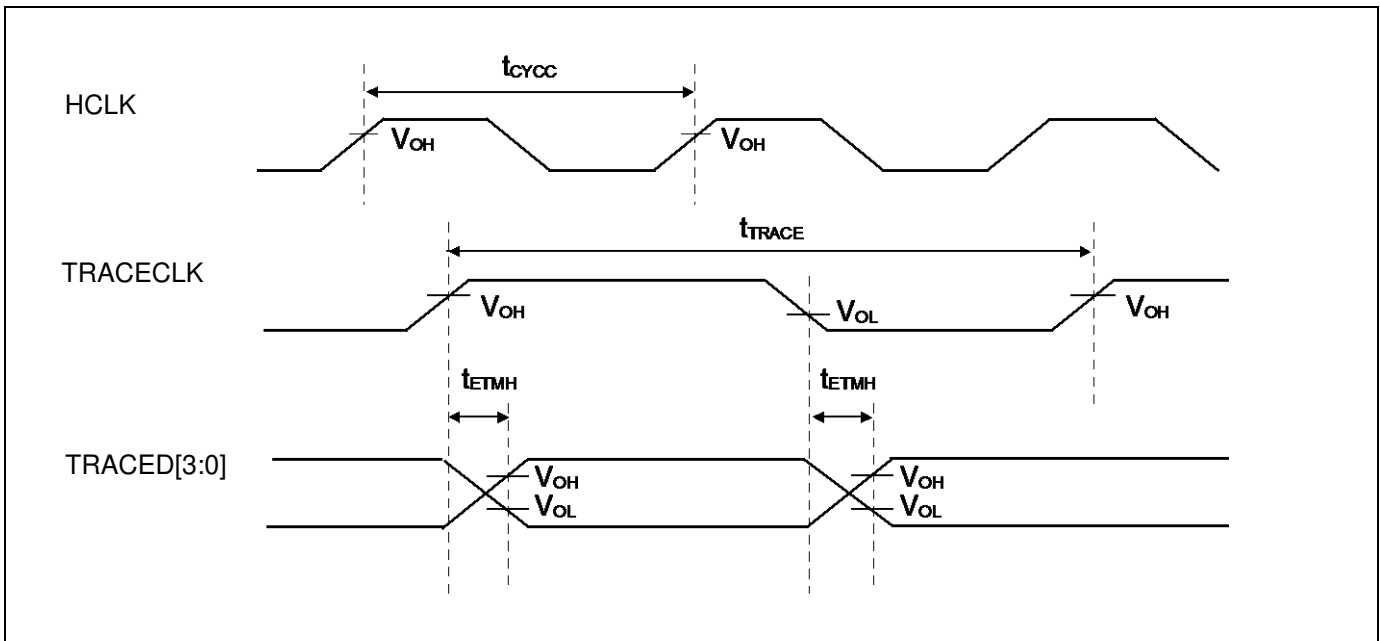 tCYCC
HCLK
VOH VOH
tTRACE
TRACECLK
VOH VOL VOH
tETMH tETMH
TRACED[3:0]
VOH VOH
VOL VOL